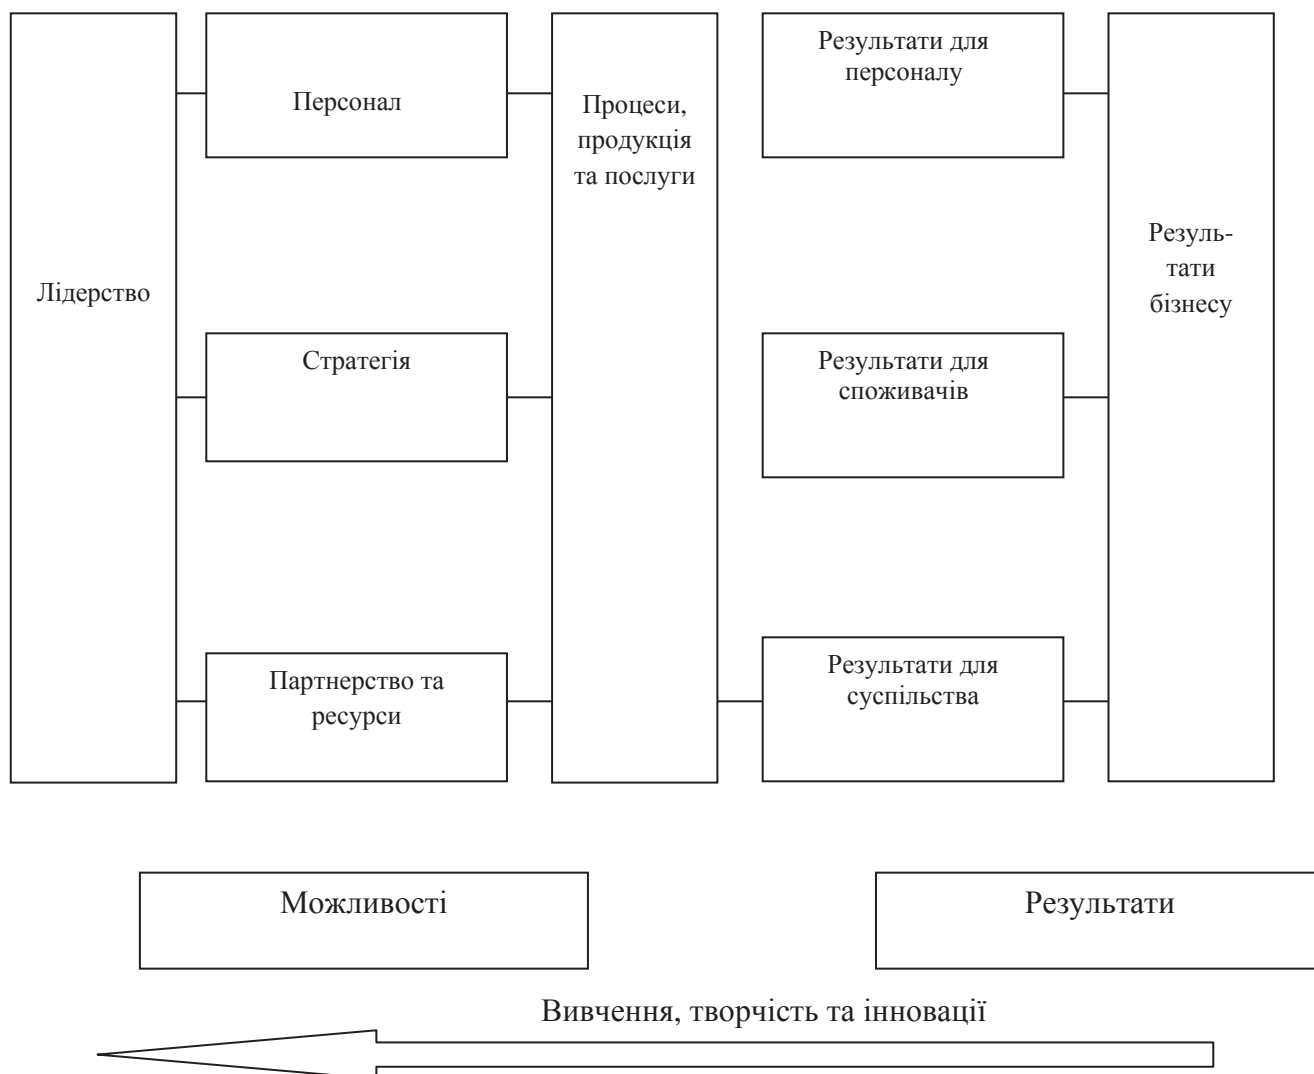 Лідерство
Персонал
Стратегія
Партнерство та
ресурси
Процеси,
продукція
та послуги
Результати для
персоналу
Результати для
споживачів
Результати для
суспільства
Резуль-
тати
бізнесу
Можливості
Результати
Вивчення, творчість та інновації